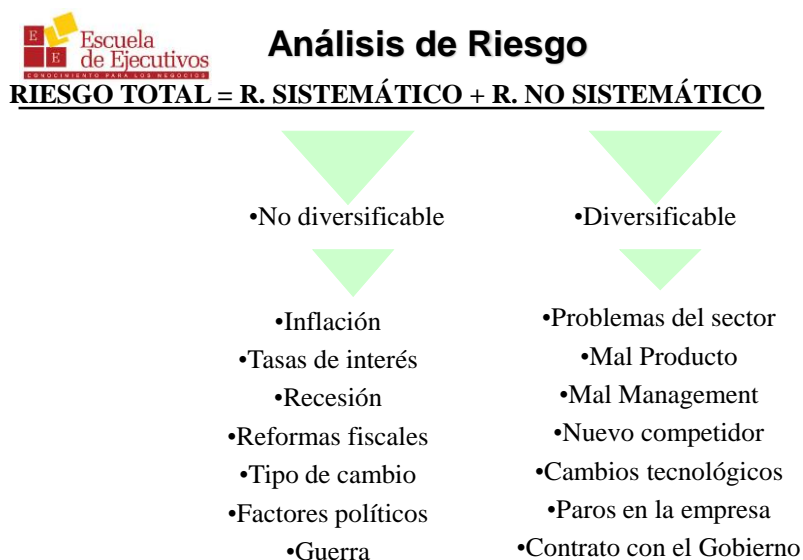 E
E
Escuela
de Ejecutivos
CONOCIMIENTO PARA LOS NEGOCIOS
Análisis de Riesgo
RIESGO TOTAL = R. SISTEMÁTICO + R. NO SISTEMÁTICO
•No diversificable
•Inflación
•Tasas de interés
•Recesión
•Reformas fiscales
•Tipo de cambio
•Factores políticos
•Guerra
•Diversificable
•Problemas del sector
•Mal Producto
•Mal Management
•Nuevo competidor
•Cambios tecnológicos
•Paros en la empresa
•Contrato con el Gobierno